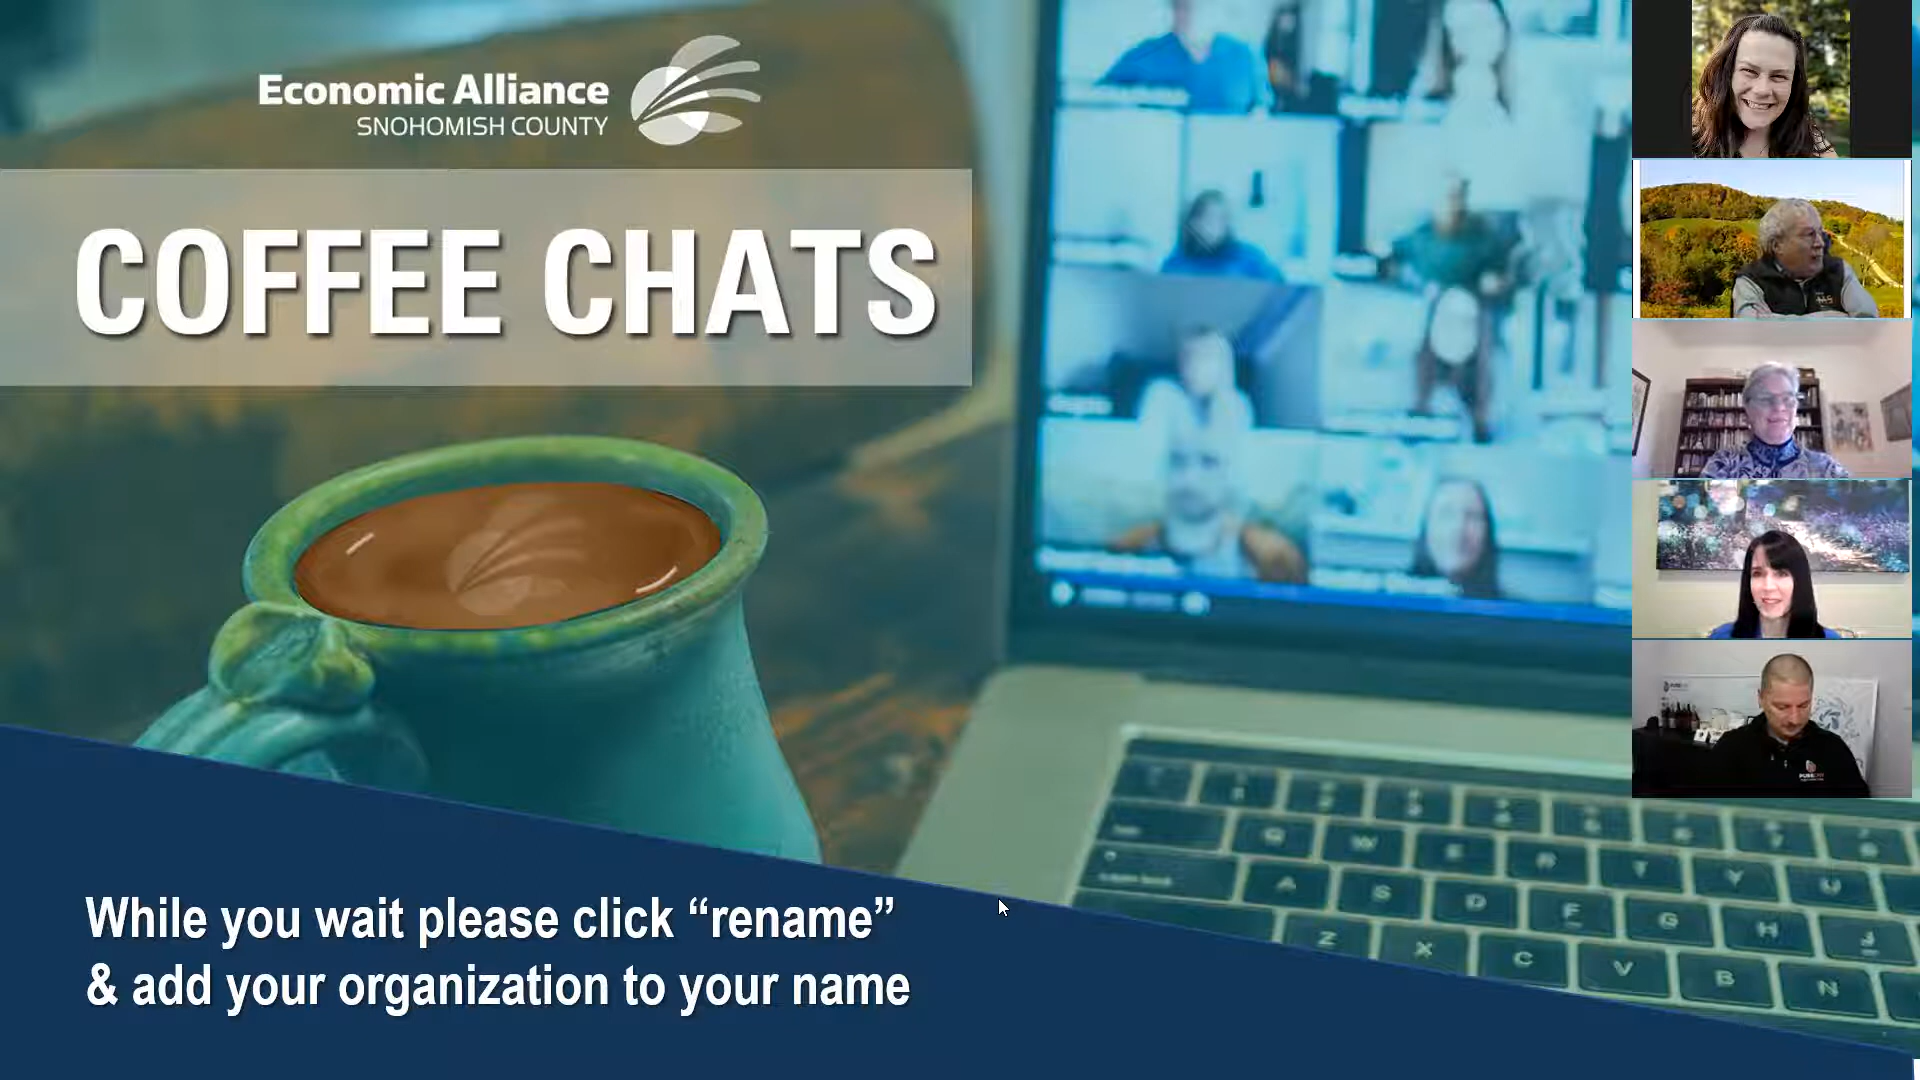 Economic Alliance
SNOHOMISH COUNTY
COFFEE CHATS
While you wait please click “rename”
& add your organization to your name
Q W E R T Y U
A S D F G H J
Z X C V B N